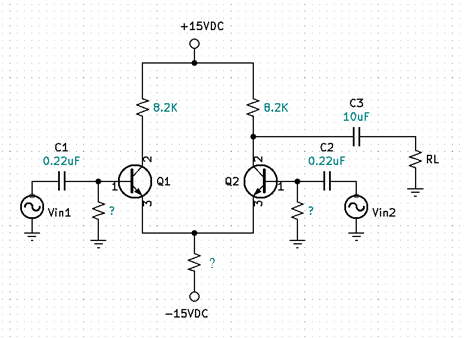 +15VDC
8.2K
8.2K
C3
10uF
C1
0.22uF
C2
0.22uF
RL
2
2
Q1
Q2
1
1
Vin1
?
3
3
?
Vin2
?
−15VDC